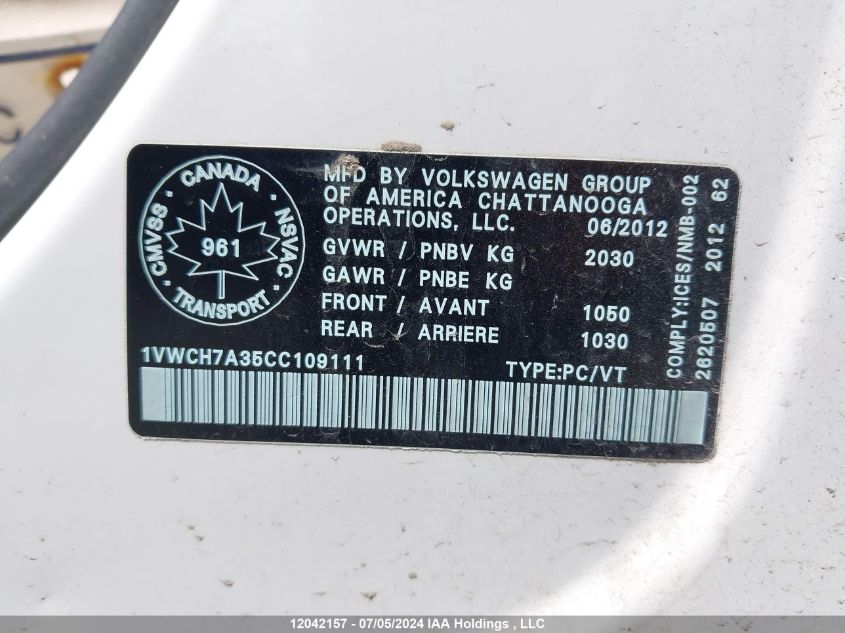 CANADA
CMVSS · NSVAC
961
TRANSPORT
MFD BY VOLKSWAGEN GROUP
OF AMERICA CHATTANOOGA
OPERATIONS, LLC. 06/2012
GVWR / PNBV KG 2030
GAWR / PNBE KG
FRONT / AVANT 1050
REAR / ARRIERE 1030
1VWCH7A35CC109111 TYPE:PC/VT
COMPLY:ICES/NMB-002
2620507 2012 62
12042157 - 07/05/2024 IAA Holdings , LLC